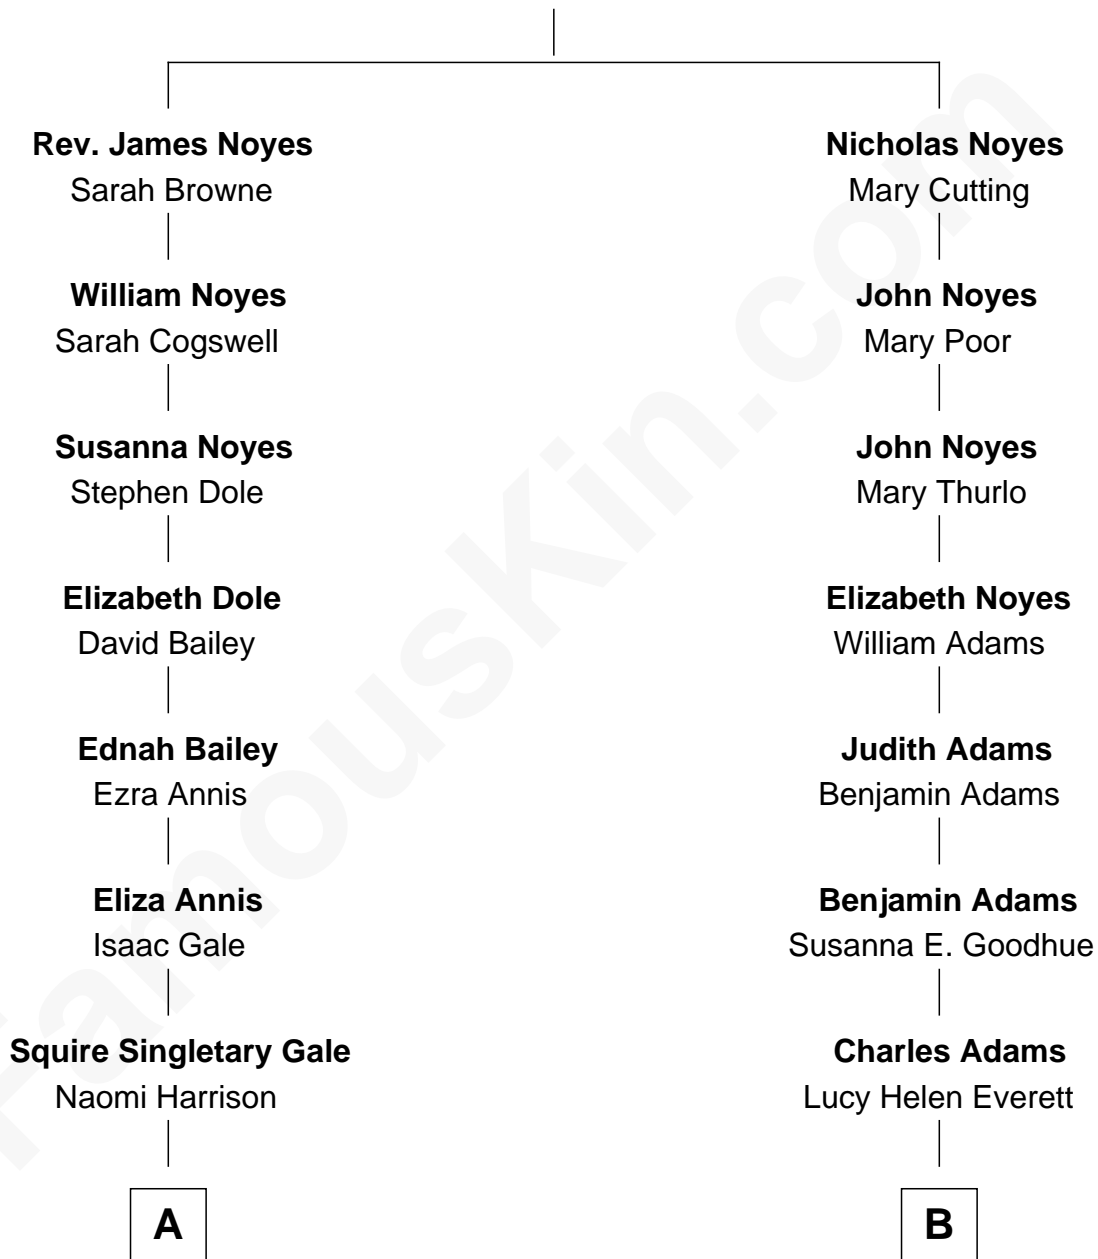 Rev. James Noyes
Sarah Browne
Nicholas Noyes
Mary Cutting
William Noyes
Sarah Cogswell
John Noyes
Mary Poor
Susanna Noyes
Stephen Dole
John Noyes
Mary Thurlo
Elizabeth Dole
David Bailey
Elizabeth Noyes
William Adams
Ednah Bailey
Ezra Annis
Judith Adams
Benjamin Adams
Eliza Annis
Isaac Gale
Benjamin Adams
Susanna E. Goodhue
Squire Singletary Gale
Naomi Harrison
Charles Adams
Lucy Helen Everett
A
B
FamousKin.com